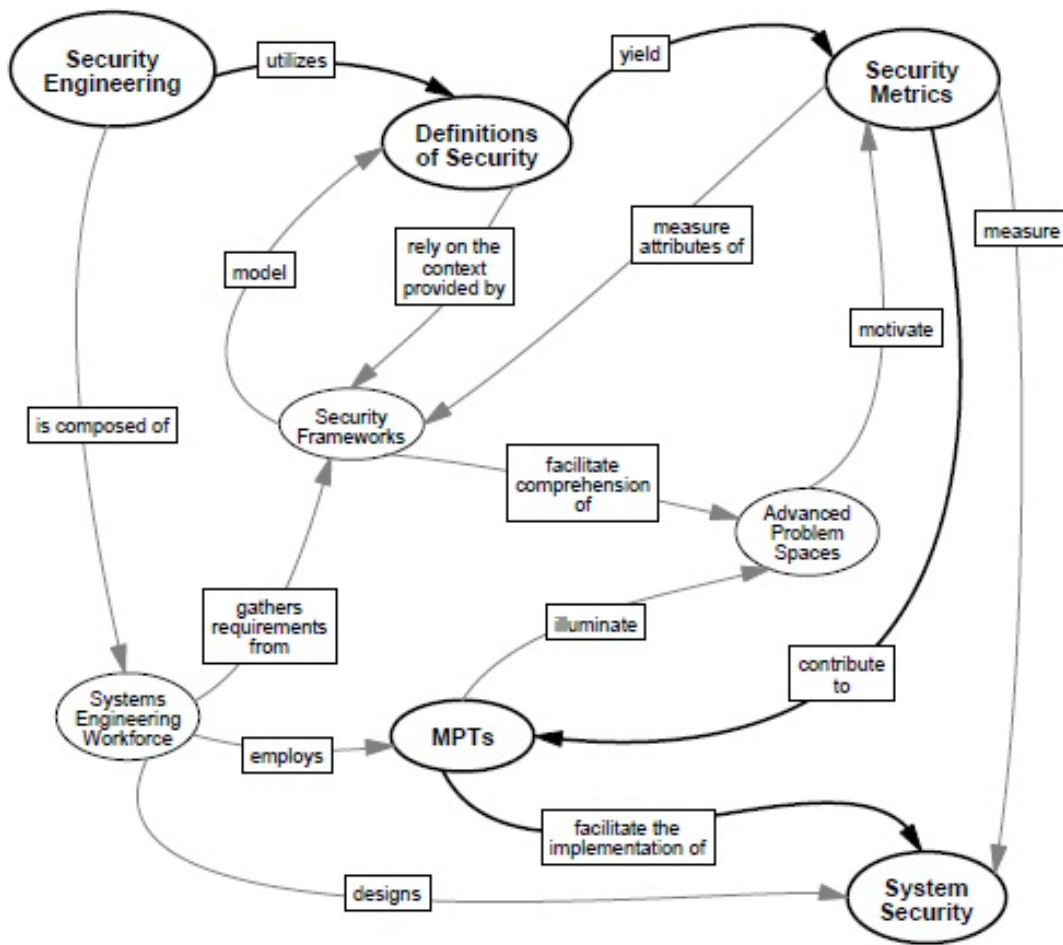 Security
Engineering
utilizes
yield
Security
Metrics
Definitions
of Security
measure
attributes of
measure
rely on the
context
provided by
model
motivate
Security
Frameworks
is composed of
facilitate
comprehension
of
Advanced
Problem
Spaces
gathers
requirements
from
illuminate
contribute
to
Systems
Engineering
Workforce
MPTs
employs
facilitate the
implementation of
designs
System
Security